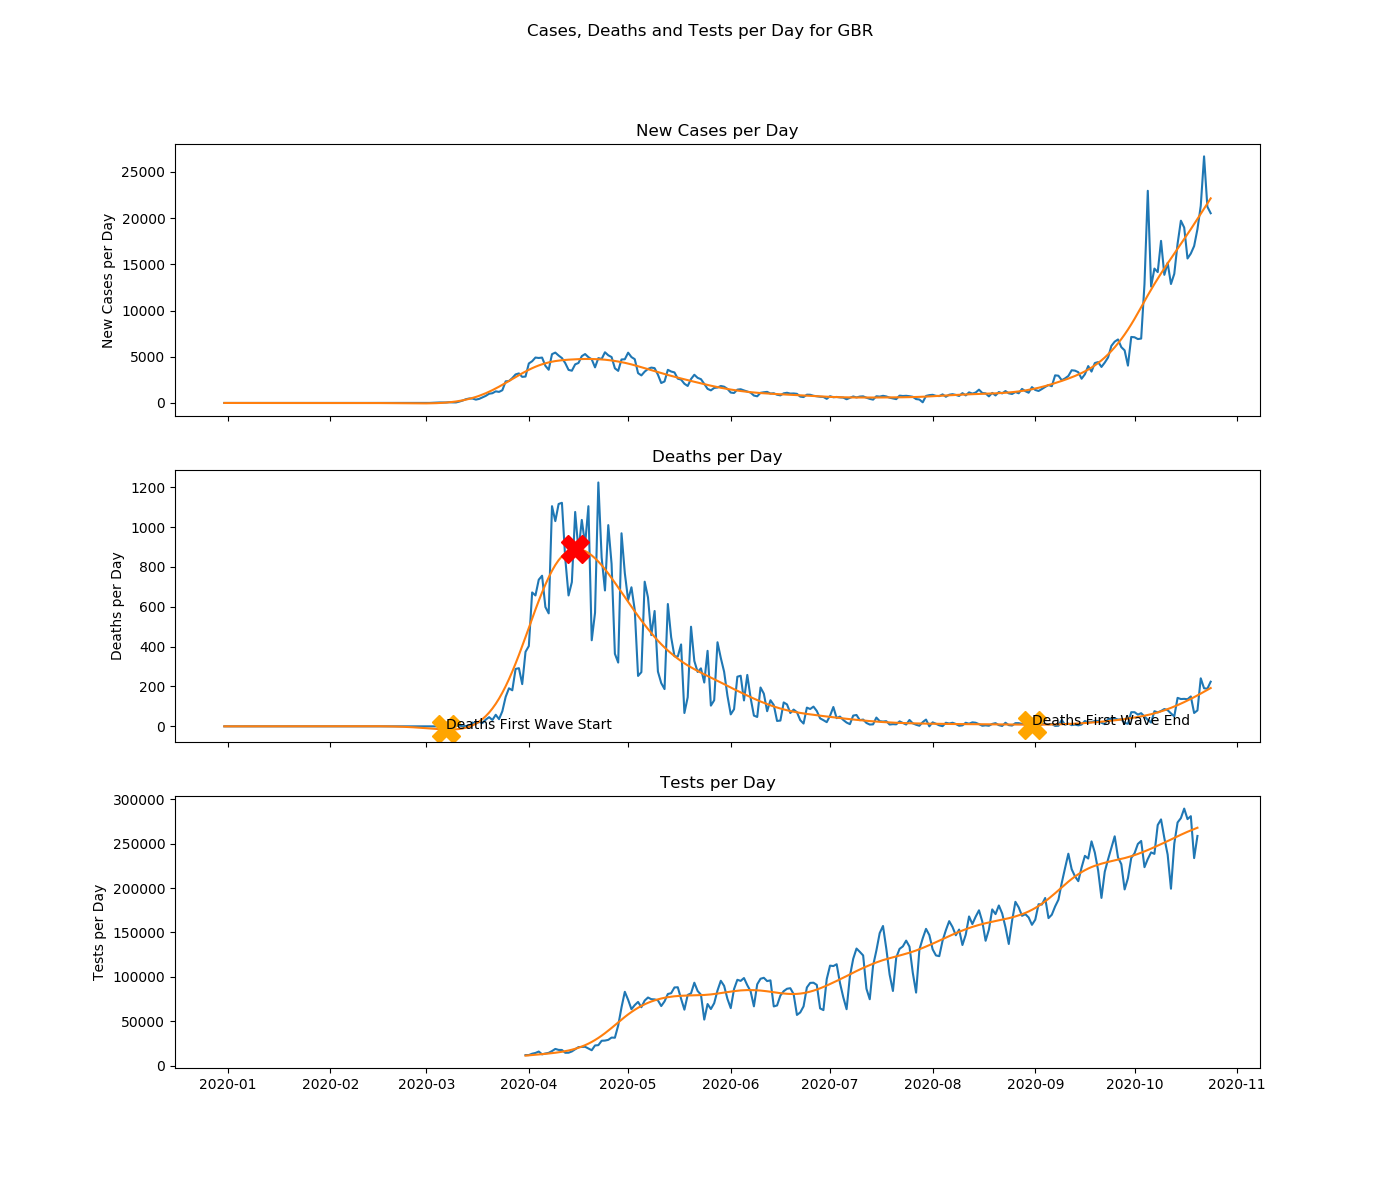 Cases, Deaths and Tests per Day for GBR
New Cases per Day
New Cases per Day
25000
20000
15000
10000
5000
0
Deaths per Day
Deaths per Day
1200
1000
800
600
400
200
0
Deaths First Wave Start
Deaths First Wave End
Tests per Day
Tests per Day
300000
250000
200000
150000
100000
50000
0
2020-01 2020-02 2020-03 2020-04 2020-05 2020-06 2020-07 2020-08 2020-09 2020-10 2020-11